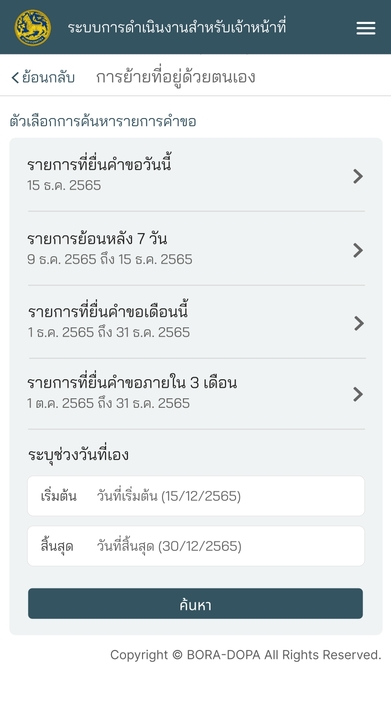 ระบบการดำเนินงานสำหรับเจ้าหน้าที่
ย้อนกลับ การย้ายที่อยู่ด้วยตนเอง
ตัวเลือกการค้นหารายการคำขอ
รายการที่ยื่นคำขอวันนี้
15 ธ.ค. 2565
รายการย้อนหลัง 7 วัน
9 ธ.ค. 2565 ถึง 15 ธ.ค. 2565
รายการที่ยื่นคำขอเดือนนี้
1 ธ.ค. 2565 ถึง 31 ธ.ค. 2565
รายการที่ยื่นคำขอภายใน 3 เดือน
1 ต.ค. 2565 ถึง 31 ธ.ค. 2565
ระบุช่วงวันที่เอง
เริ่มต้น วันที่เริ่มต้น (15/12/2565)
สิ้นสุด วันที่สิ้นสุด (30/12/2565)
ค้นหา
Copyright © BORA-DOPA All Rights Reserved.